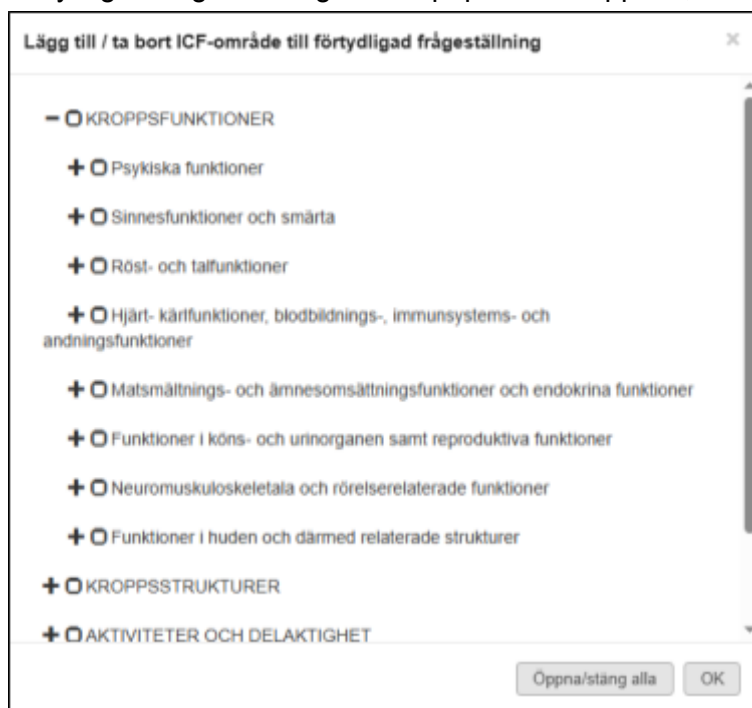 Lägg till / ta bort ICF-område till förtydligad frågeställning
KROPPSFUNKTIONER
Psykiska funktioner
Sinnesfunktioner och smärta
Röst- och talfunktioner
Hjärt- kärlfunktioner, blodbildnings-, immunsystems- och
andningsfunktioner
Matsmältnings- och ämnesomsättningsfunktioner och endokrina funktioner
Funktioner i köns- och urinorganen samt reproduktiva funktioner
Neuromuskuloskeletala och rörelserelaterade funktioner
Funktioner i huden och därmed relaterade strukturer
KROPPSSTRUKTURER
AKTIVITETER OCH DELAKTIGHET
Öppna/stäng alla OK